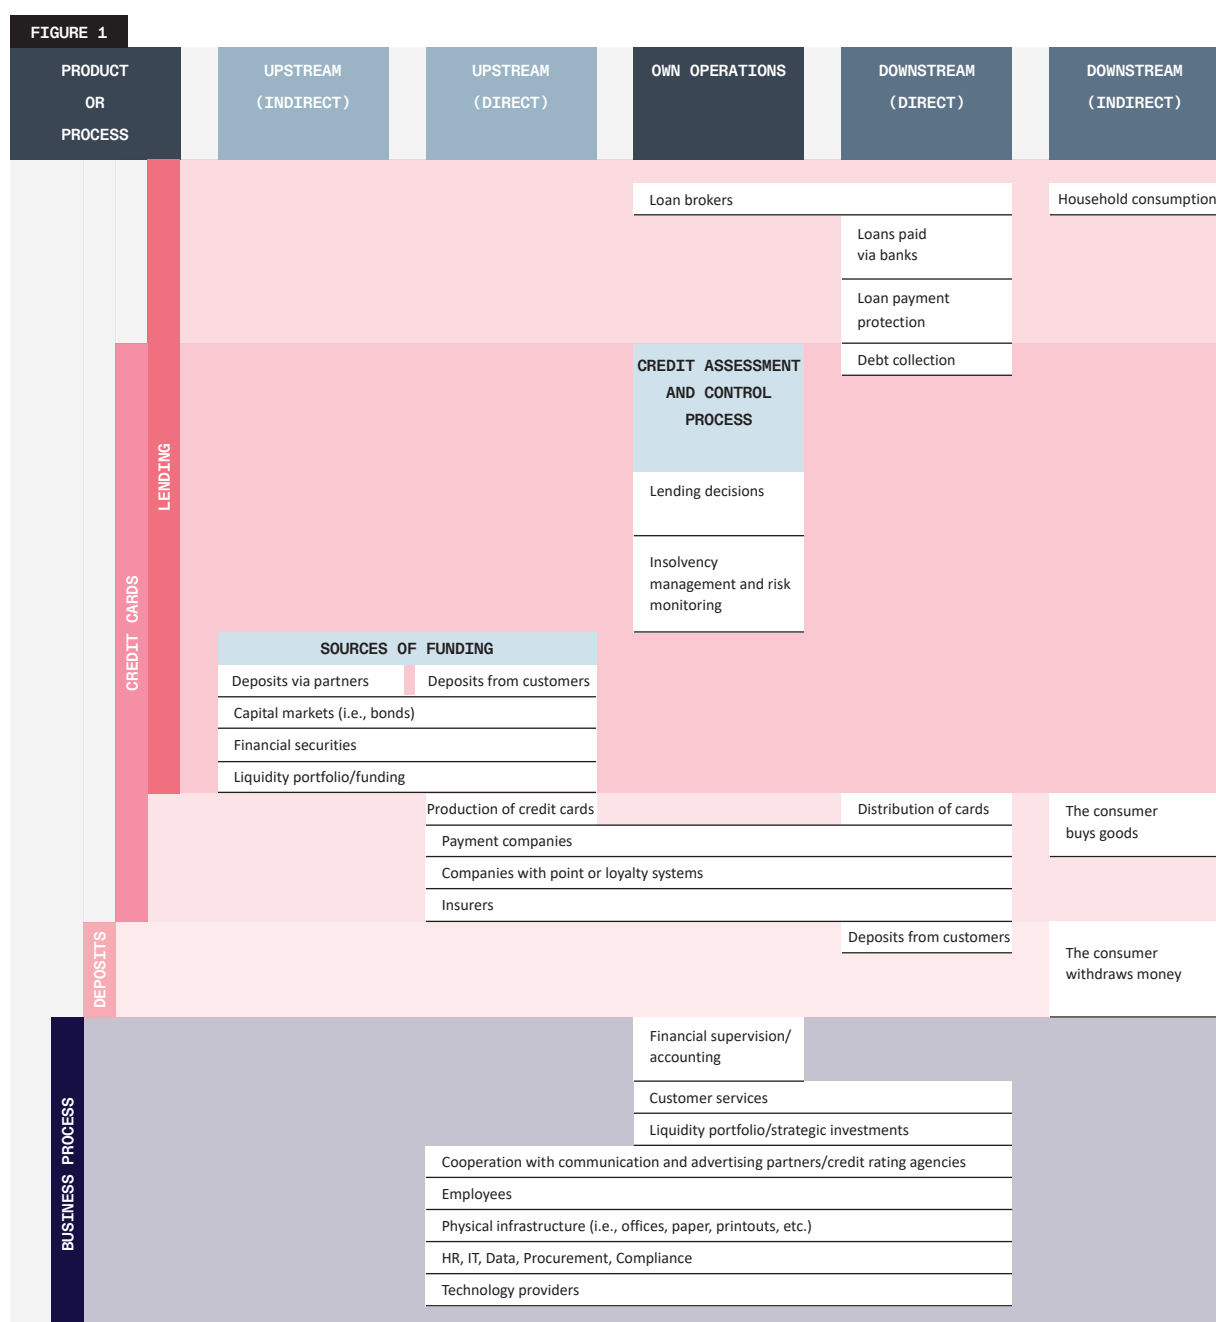 FIGURE 1
PRODUCT
OR
PROCESS
UPSTREAM
(INDIRECT)
UPSTREAM
(DIRECT)
OWN OPERATIONS
DOWNSTREAM
(DIRECT)
DOWNSTREAM
(INDIRECT)
LENDING
Loan brokers
Household consumption
Loans paid
via banks
Loan payment
protection
Debt collection
CREDIT CARDS
CREDIT ASSESSMENT
AND CONTROL
PROCESS
Lending decisions
Insolvency
management and risk
monitoring
SOURCES OF FUNDING
Deposits via partners
Deposits from customers
Capital markets (i.e., bonds)
Financial securities
Liquidity portfolio/funding
Production of credit cards
Distribution of cards
The consumer
buys goods
Payment companies
Companies with point or loyalty systems
Insurers
DEPOSITS
Deposits from customers
The consumer
withdraws money
BUSINESS PROCESS
Financial supervision/
accounting
Customer services
Liquidity portfolio/strategic investments
Cooperation with communication and advertising partners/credit rating agencies
Employees
Physical infrastructure (i.e., offices, paper, printouts, etc.)
HR, IT, Data, Procurement, Compliance
Technology providers